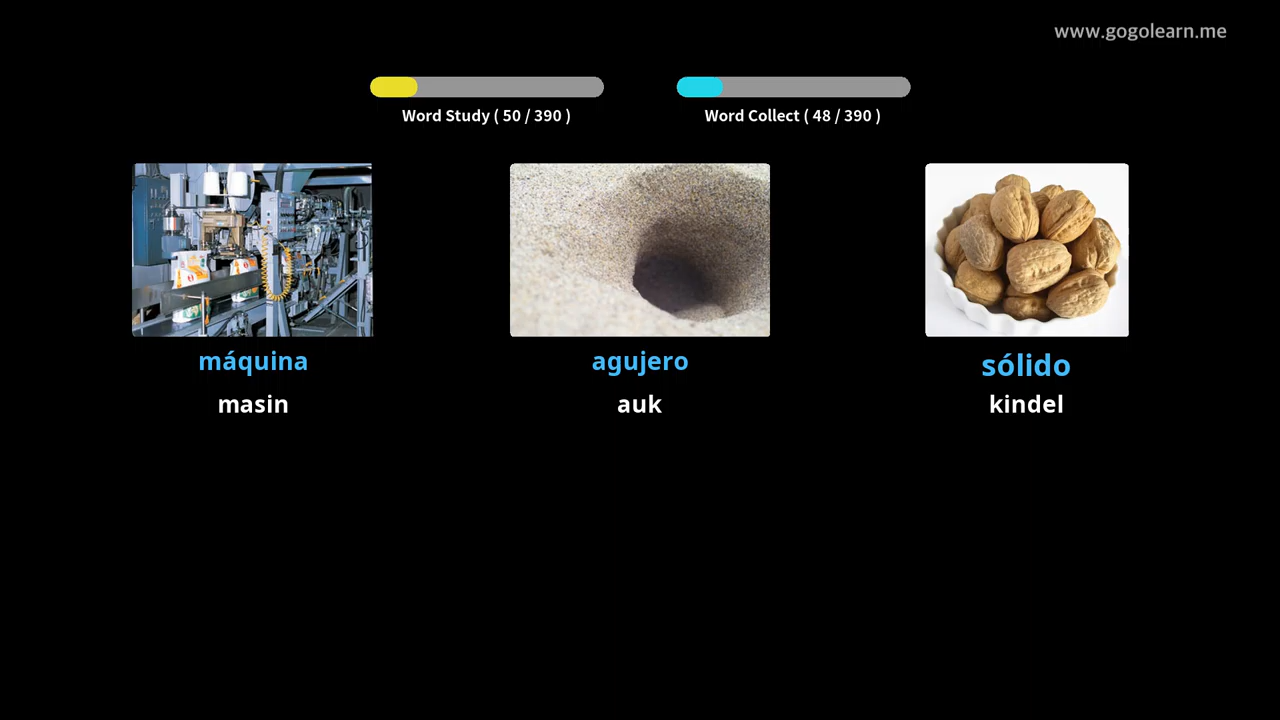 www.gogolearn.me
Word Study ( 50 / 390 )
Word Collect ( 48 / 390 )
máquina
masin
agujero
auk
sólido
kindel